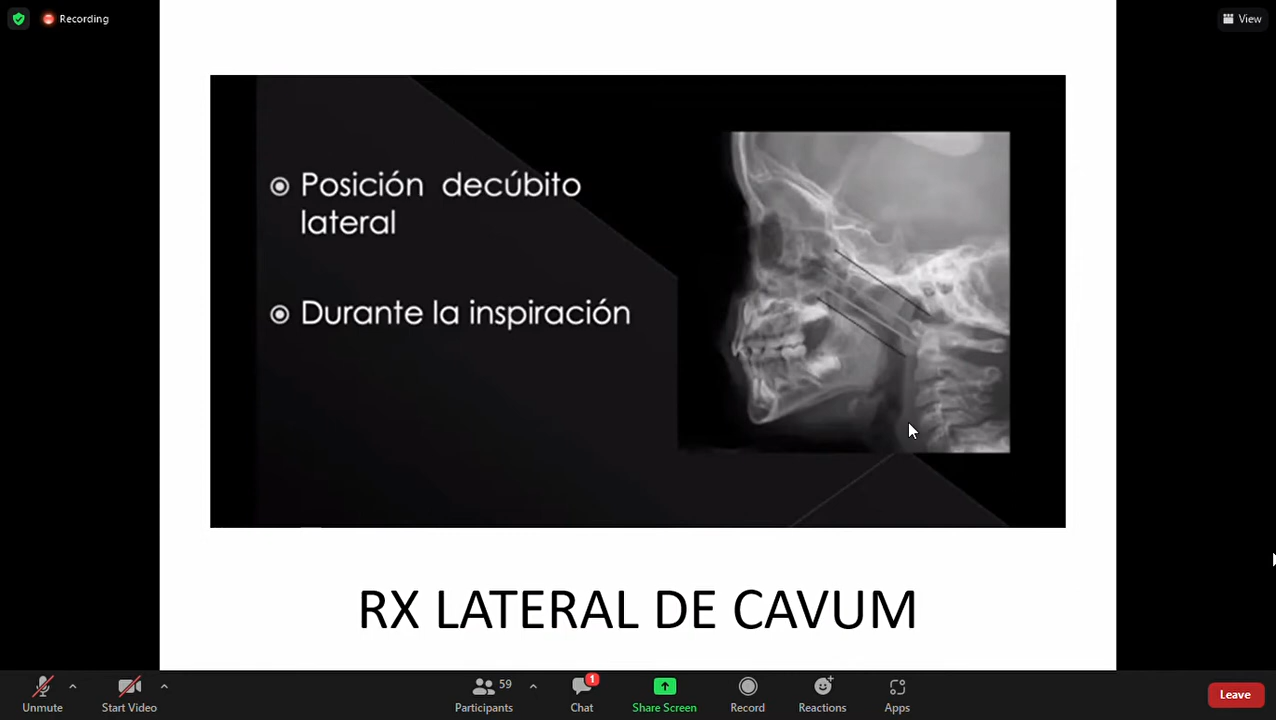 Recording
View
Posición decúbito
lateral
Durante la inspiración
RX LATERAL DE CAVUM
Unmute
Start Video
59
Participants
1
Chat
Share Screen
Record
Reactions
Apps
Leave